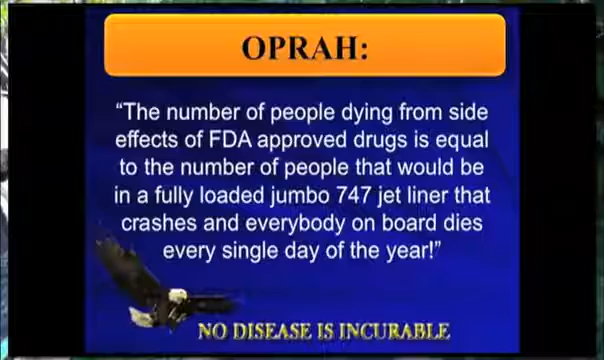 OPRAH:
“The number of people dying from side
effects of FDA approved drugs is equal
to the number of people that would be
in a fully loaded jumbo 747 jet liner that
crashes and everybody on board dies
every single day of the year!”
NO DISEASE IS INCURABLE